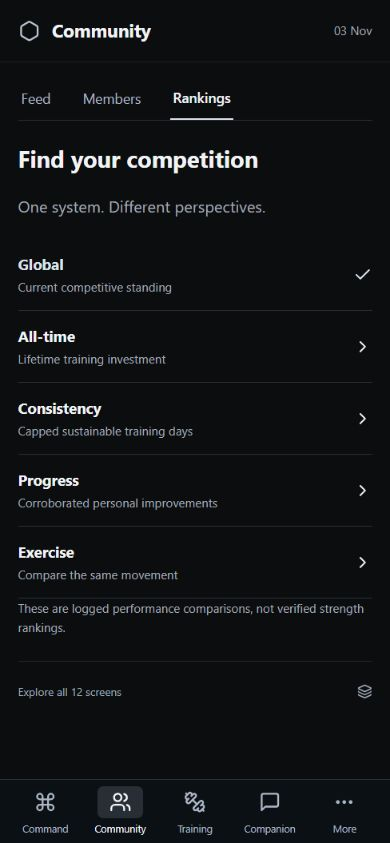 Community
03 Nov
Feed Members Rankings
Find your competition
One system. Different perspectives.
Global
Current competitive standing
All-time
Lifetime training investment
Consistency
Capped sustainable training days
Progress
Corroborated personal improvements
Exercise
Compare the same movement
These are logged performance comparisons, not verified strength
rankings.
Explore all 12 screens
Command Community Training Companion More